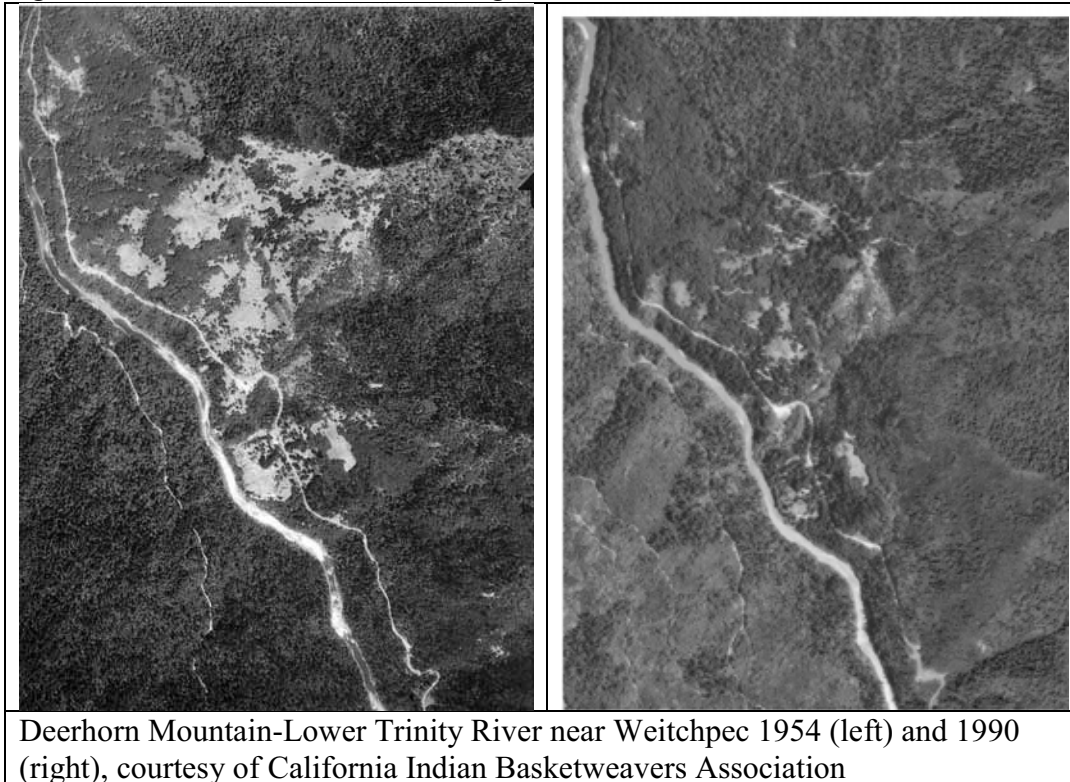 Deerhorn Mountain-Lower Trinity River near Weitchpec 1954 (left) and 1990
(right), courtesy of California Indian Basketweavers Association